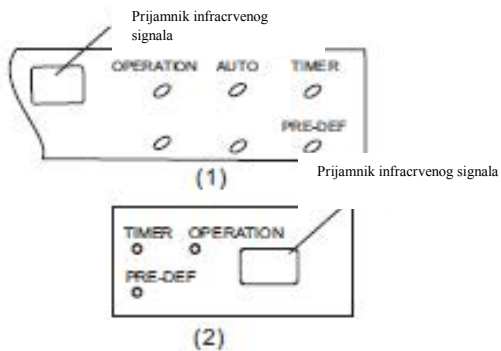 Prijamnik infracrvenog
signala
OPERATION AUTO TIMER
PRE-DEF
(1)
Prijamnik infracrvenog signala
TIMER OPERATION
PRE-DEF
(2)